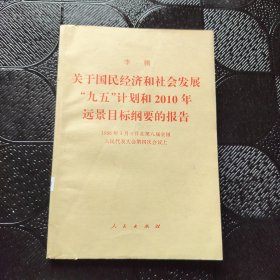 李鹏
关于国民经济和社会发展
“九五”计划和2010年
远景目标纲要的报告
1996年3月5日在第八届全国
人民代表大会第四次会议上
人民出版社